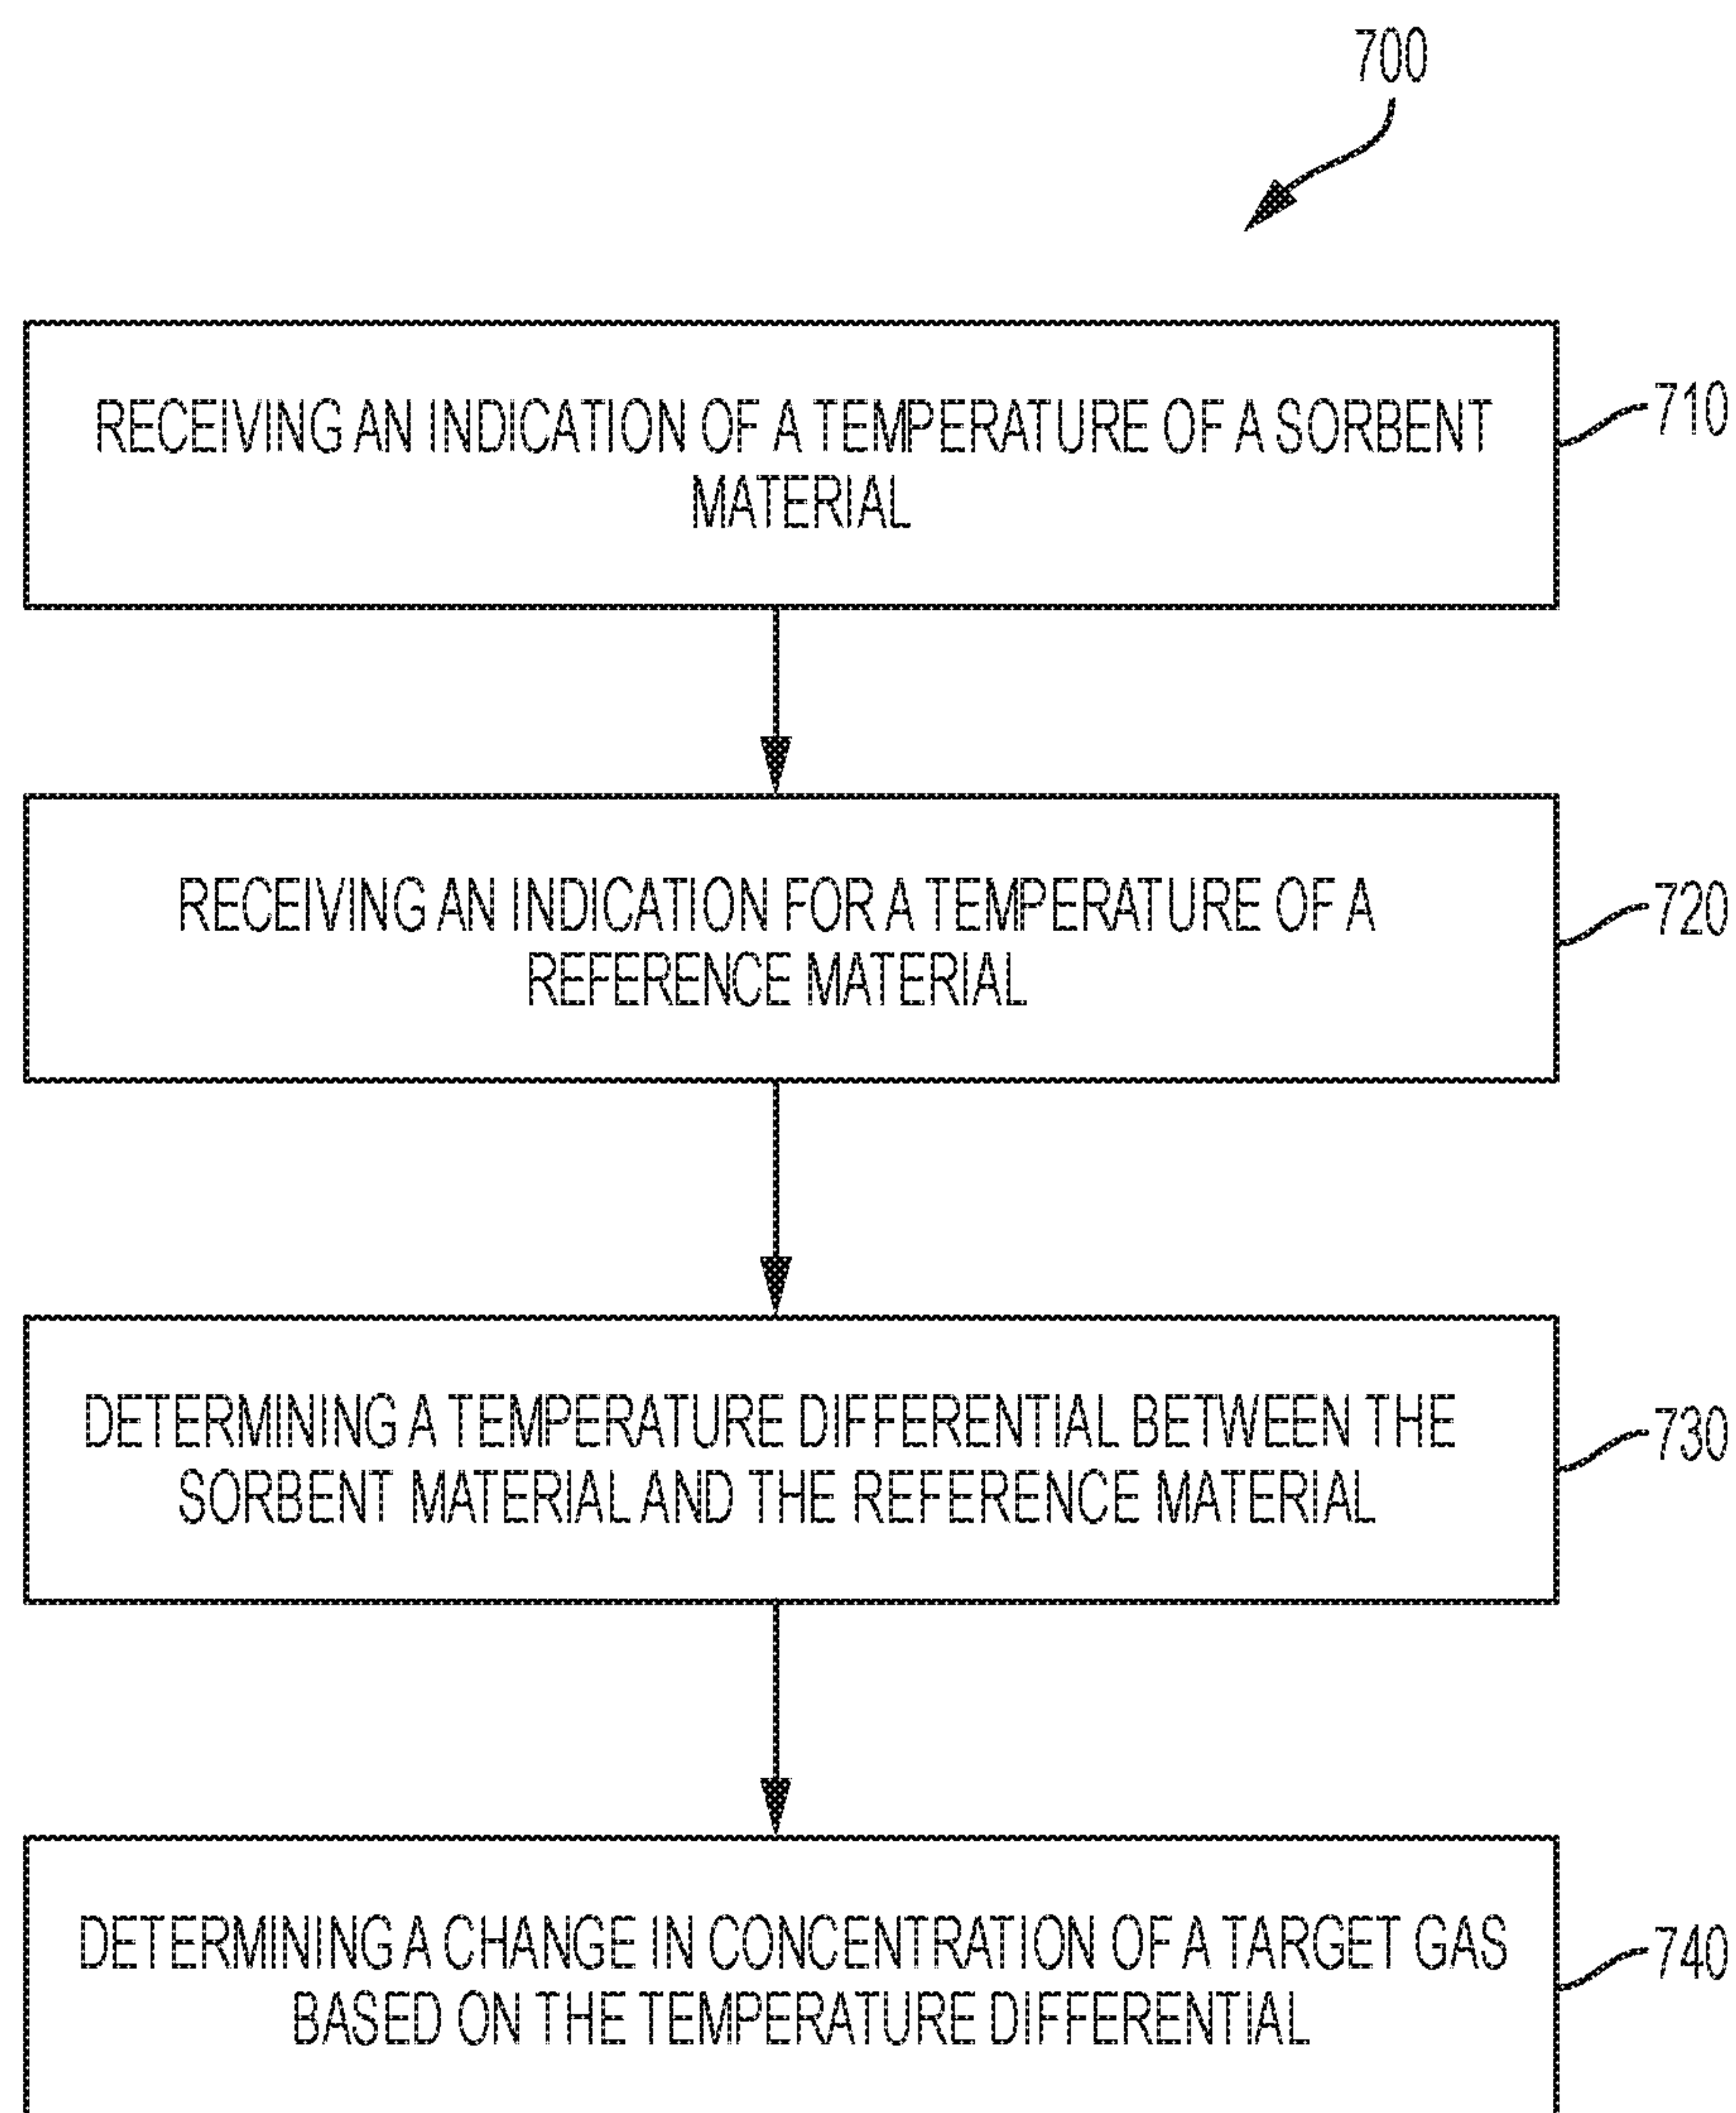 700
RECEIVING AN INDICATION OF A TEMPERATURE OF A SORBENT
MATERIAL
710
RECEIVING AN INDICATION FOR A TEMPERATURE OF A
REFERENCE MATERIAL
720
DETERMINING A TEMPERATURE DIFFERENTIAL BETWEEN THE
SORBENT MATERIAL AND THE REFERENCE MATERIAL
730
DETERMINING A CHANGE IN CONCENTRATION OF A TARGET GAS
BASED ON THE TEMPERATURE DIFFERENTIAL
740